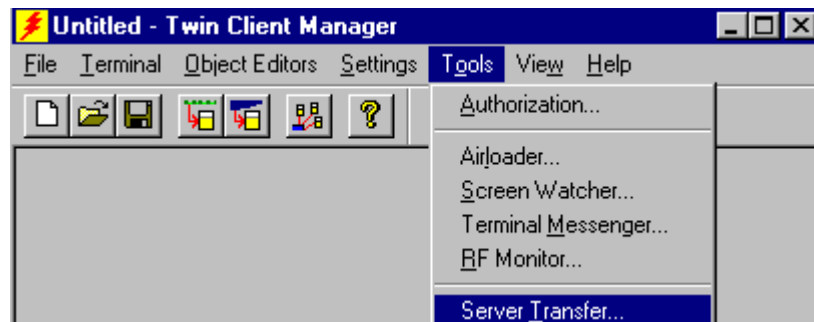 Untitled - Twin Client Manager
File Terminal Object Editors Settings Tools View Help
Authorization...
Airloader...
Screen Watcher...
Terminal Messenger...
RF Monitor...
Server Transfer...